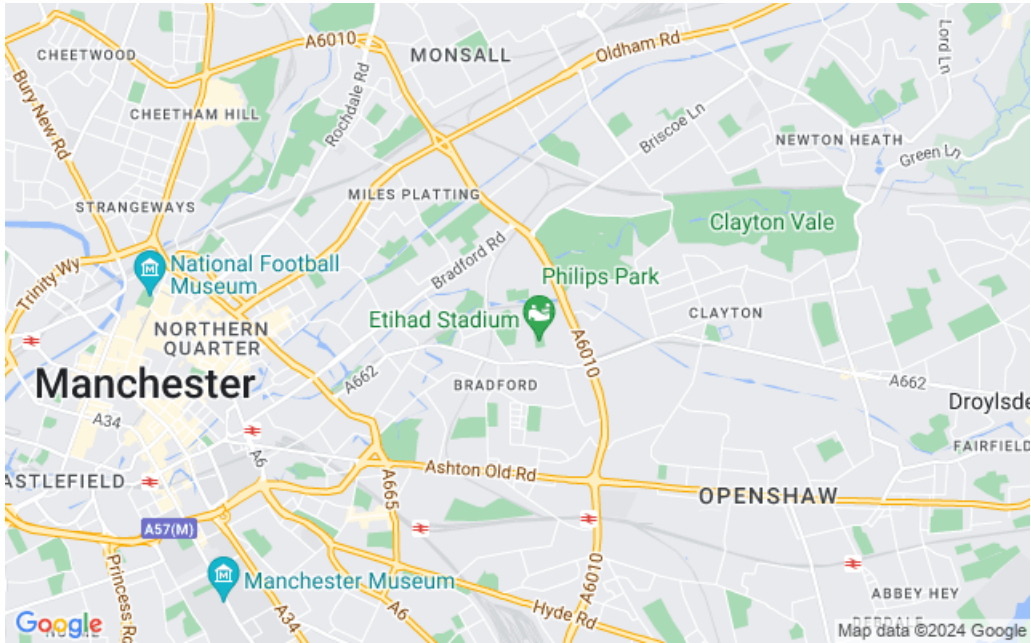 CHEETWOOD
A6010
MONSALL
Oldham Rd
Lord Ln
Bury New Rd
CHEETHAM HILL
Rochdale Rd
Briscoe Ln
NEWTON HEATH
Green Ln
MILES PLATTING
STRANGEWAYS
Clayton Vale
Trinity Wy
National Football
Museum
Bradford Rd
Philips Park
Etihad Stadium
CLAYTON
NORTHERN
QUARTER
A6010
Manchester
A662
BRADFORD
A662
Droylsde
A34
A6
FAIRFIELD
ASTLEFIELD
Ashton Old Rd
A665
OPENSHAW
A57(M)
Princess Rd
Manchester Museum
A34
A6
Hyde Rd
A6010
ABBEY HEY
Google
Map data ©2024 Google